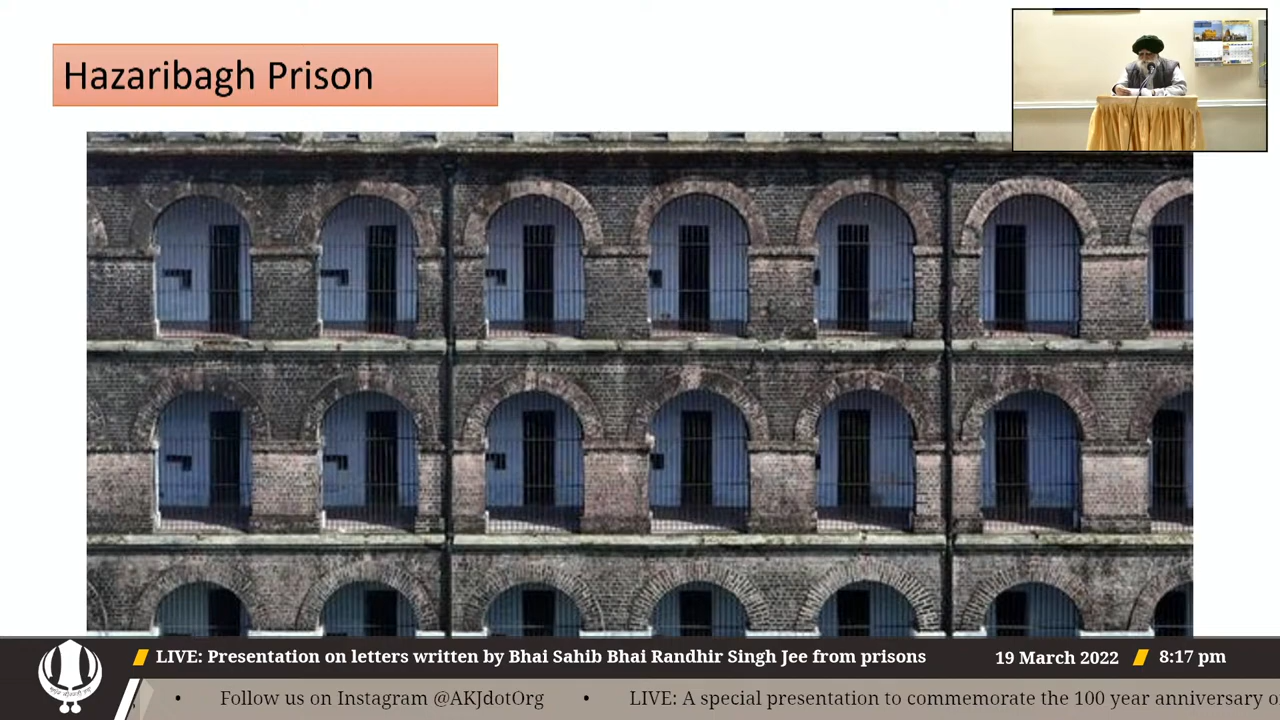 Hazaribagh Prison
LIVE: Presentation on letters written by Bhai Sahib Bhai Randhir Singh Jee from prisons
19 March 2022
8:17 pm
• Follow us on Instagram @AKJdotOrg • LIVE: A special presentation to commemorate the 100 year anniversary o